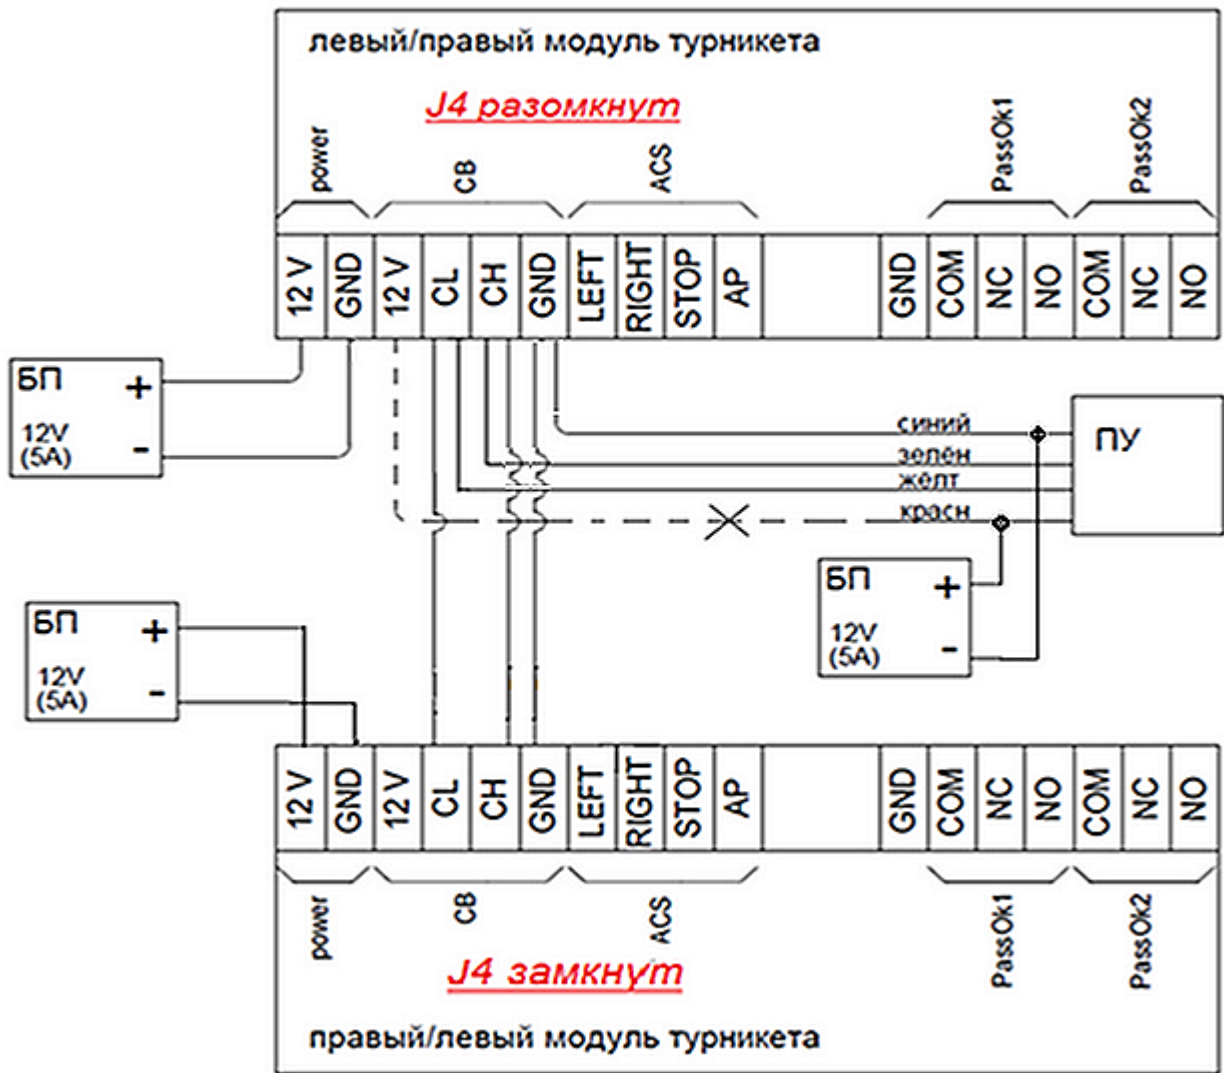 левый/правый модуль турникета
J4 разомкнут
power
CB
ACS
PassOk1
PassOk2
12 V
GND
12 V
CL
CH
GND
LEFT
RIGHT
STOP
AP
GND
COM
NC
NO
COM
NC
NO
БП
+
12V
-
(5A)
синий
зелён
жёлт
красн
ПУ
БП
+
12V
-
(5A)
БП
+
12V
-
(5A)
12 V
GND
12 V
CL
CH
GND
LEFT
RIGHT
STOP
AP
GND
COM
NC
NO
COM
NC
NO
power
CB
ACS
PassOk1
PassOk2
J4 замкнут
правый/левый модуль турникета